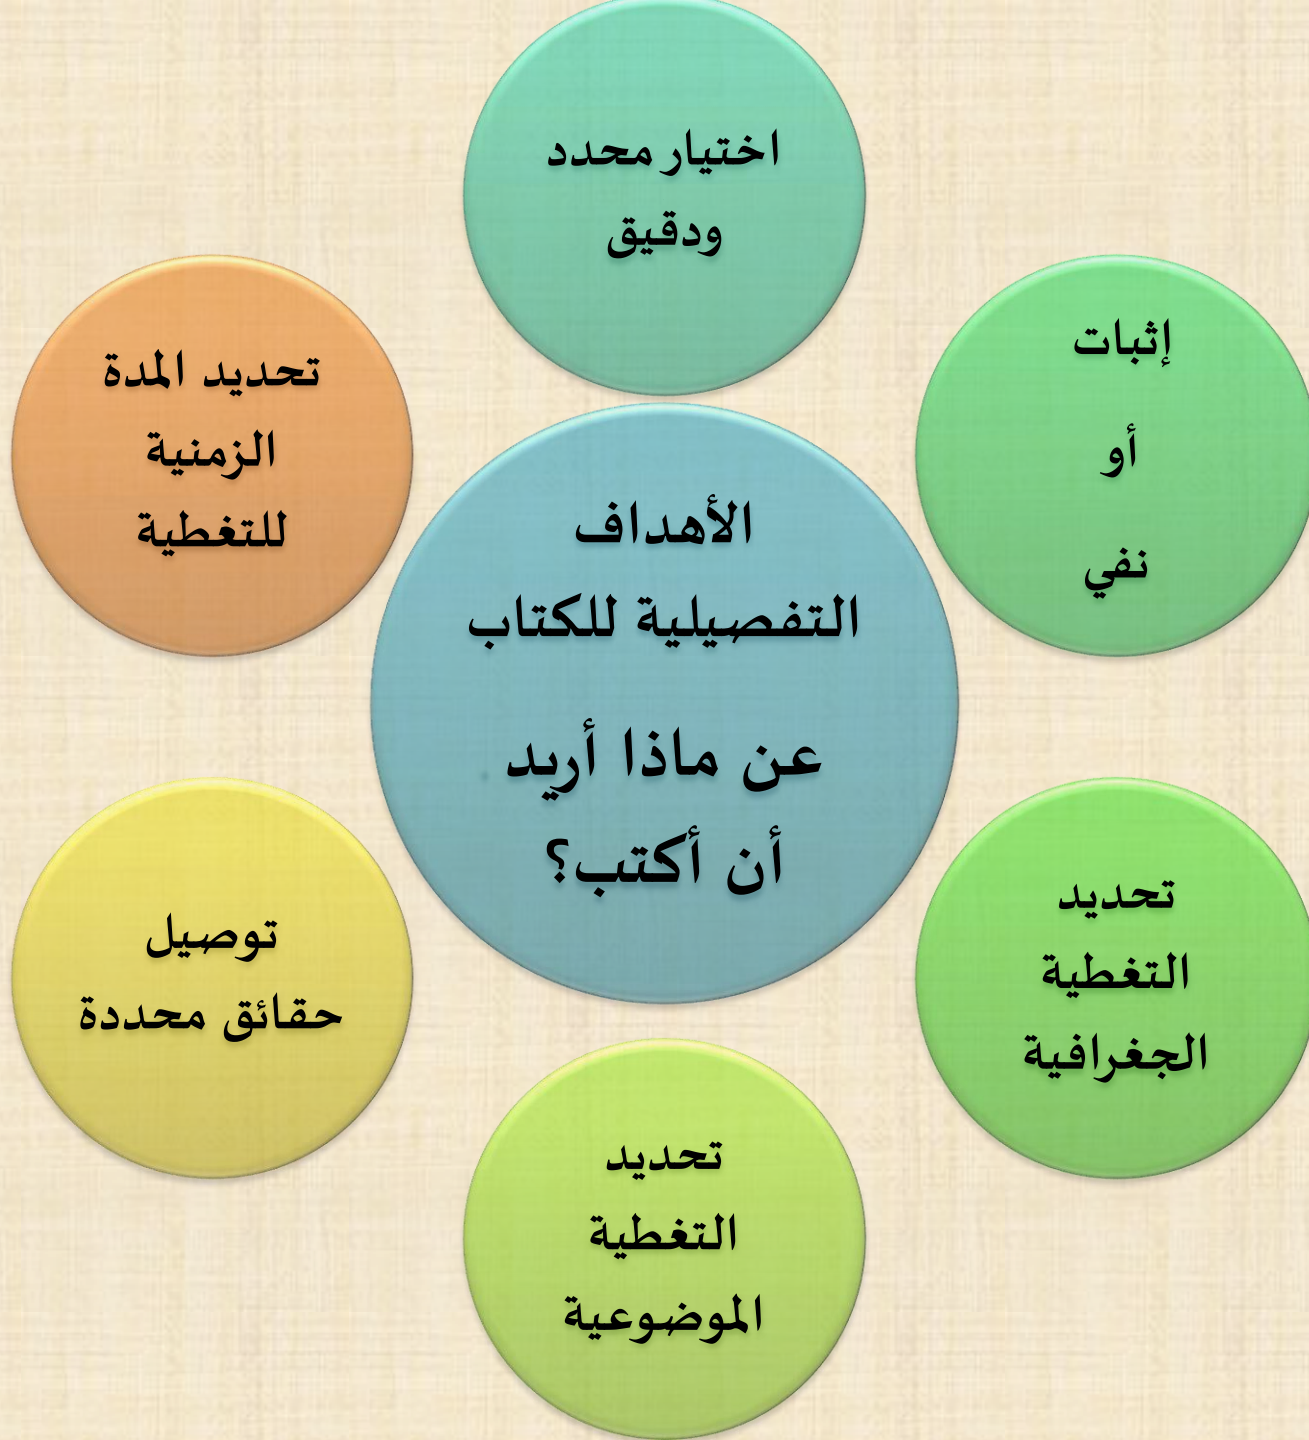 اختيار محدد
ودقيق
إثبات
أو
نفي
تحديد المدة
الزمنية
للتغطية
الأهداف
التفصيلية للكتاب
عن ماذا أريد
أن أكتب؟
تحديد
التغطية
الجغرافية
توصيل
حقائق محددة
تحديد
التغطية
الموضوعية